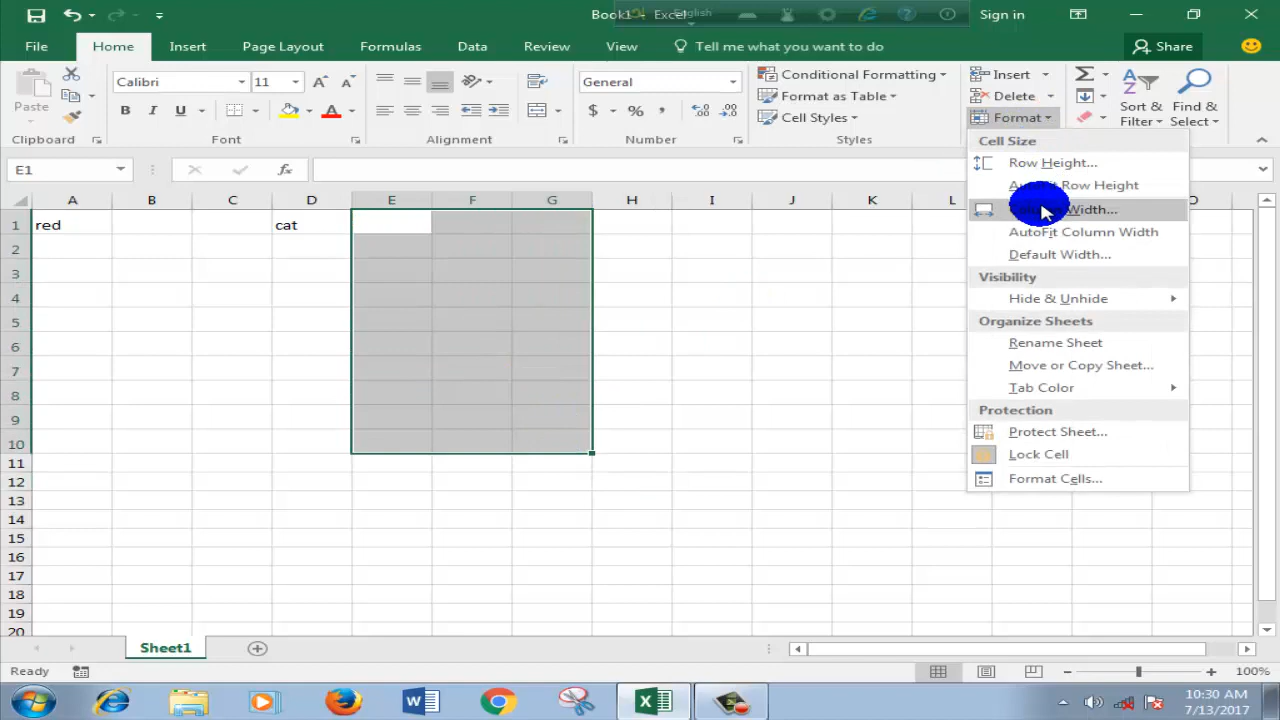 Book1 - Excel
English
Sign in
File
Home
Insert
Page Layout
Formulas
Data
Review
View
Tell me what you want to do
Share
Paste
Calibri
11
B I U
General
$ % ,
Conditional Formatting
Format as Table
Cell Styles
Insert
Delete
Format
Sort & Filter
Find & Select
Clipboard
Font
Alignment
Number
Styles
E1
fx
Cell Size
Row Height...
AutoFit Row Height
Column Width...
AutoFit Column Width
Default Width...
Visibility
Hide & Unhide
Organize Sheets
Rename Sheet
Move or Copy Sheet...
Tab Color
Protection
Protect Sheet...
Lock Cell
Format Cells...
A B C D E F G H I J K L O
1 red cat
2
3
4
5
6
7
8
9
10
11
12
13
14
15
16
17
18
19
20
Sheet1
Ready
100%
10:30 AM
7/13/2017